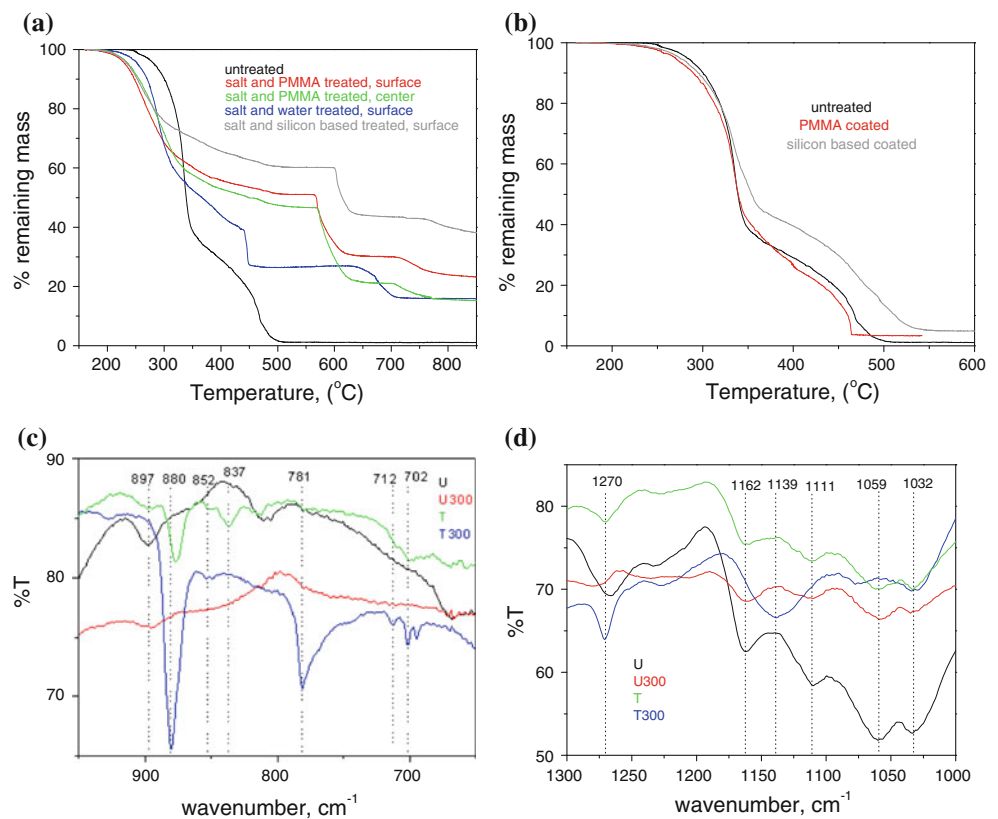 (a)
100
80
60
40
20
0
% remaining mass
200 300 400 500 600 700 800
Temperature, (°C)
untreated
salt and PMMA treated, surface
salt and PMMA treated, center
salt and water treated, surface
salt and silicon based treated, surface
(b)
100
80
60
40
20
0
% remaining mass
200 300 400 500 600
Temperature, (°C)
untreated
PMMA coated
silicon based coated
(c)
90
80
70
%T
897 880 852 837 781 712 702
U
U300
T
T300
900 800 700
wavenumber, cm⁻¹
(d)
80
70
60
50
%T
1270 1162 1139 1111 1059 1032
U
U300
T
T300
1300 1250 1200 1150 1100 1050 1000
wavenumber, cm⁻¹